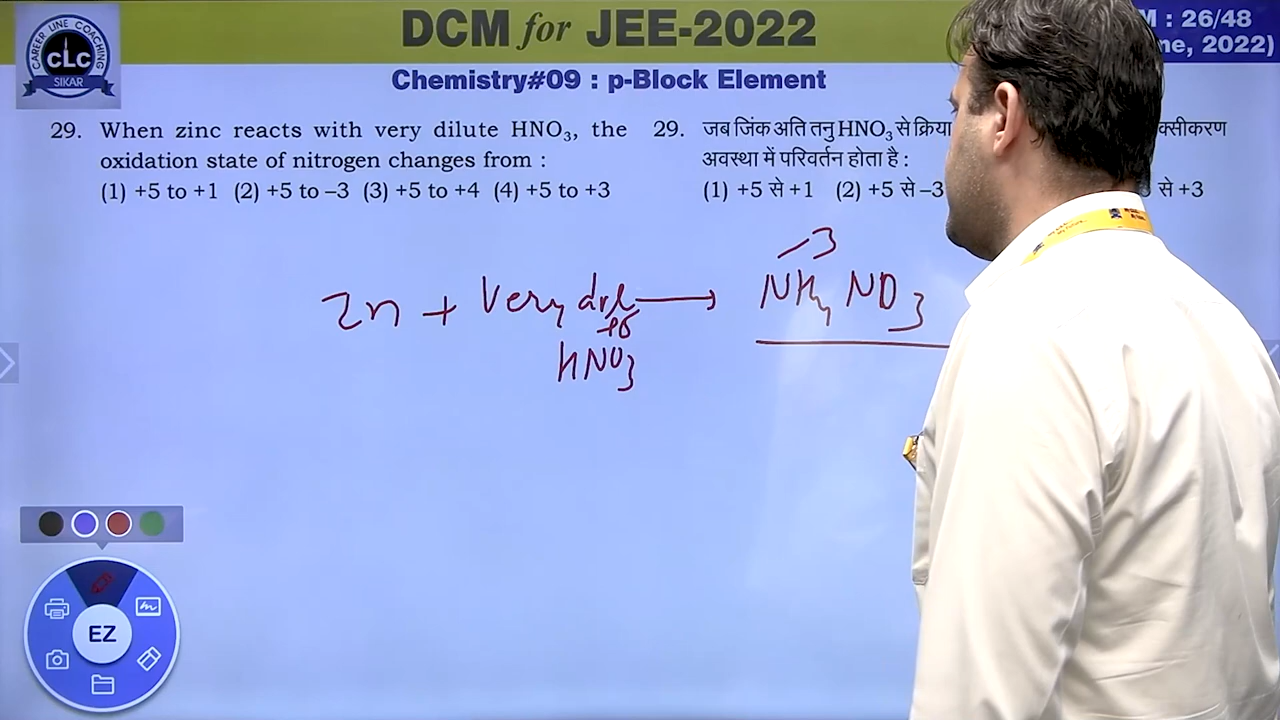 CAREER LINE COACHING
CLC
SIKAR
DCM for JEE-2022
M : 26/48
ne, 2022)
Chemistry#09 : p-Block Element
29. When zinc reacts with very dilute HNO₃, the
oxidation state of nitrogen changes from :
(1) +5 to +1 (2) +5 to –3 (3) +5 to +4 (4) +5 to +3
29. जब जिंक अति तनु HNO₃ से क्रिया क्सीकरण
अवस्था में परिवर्तन होता है :
(1) +5 से +1 (2) +5 से –3 से +3
–3
Zn + Very dil → NH₄NO₃
HNO₃
EZ